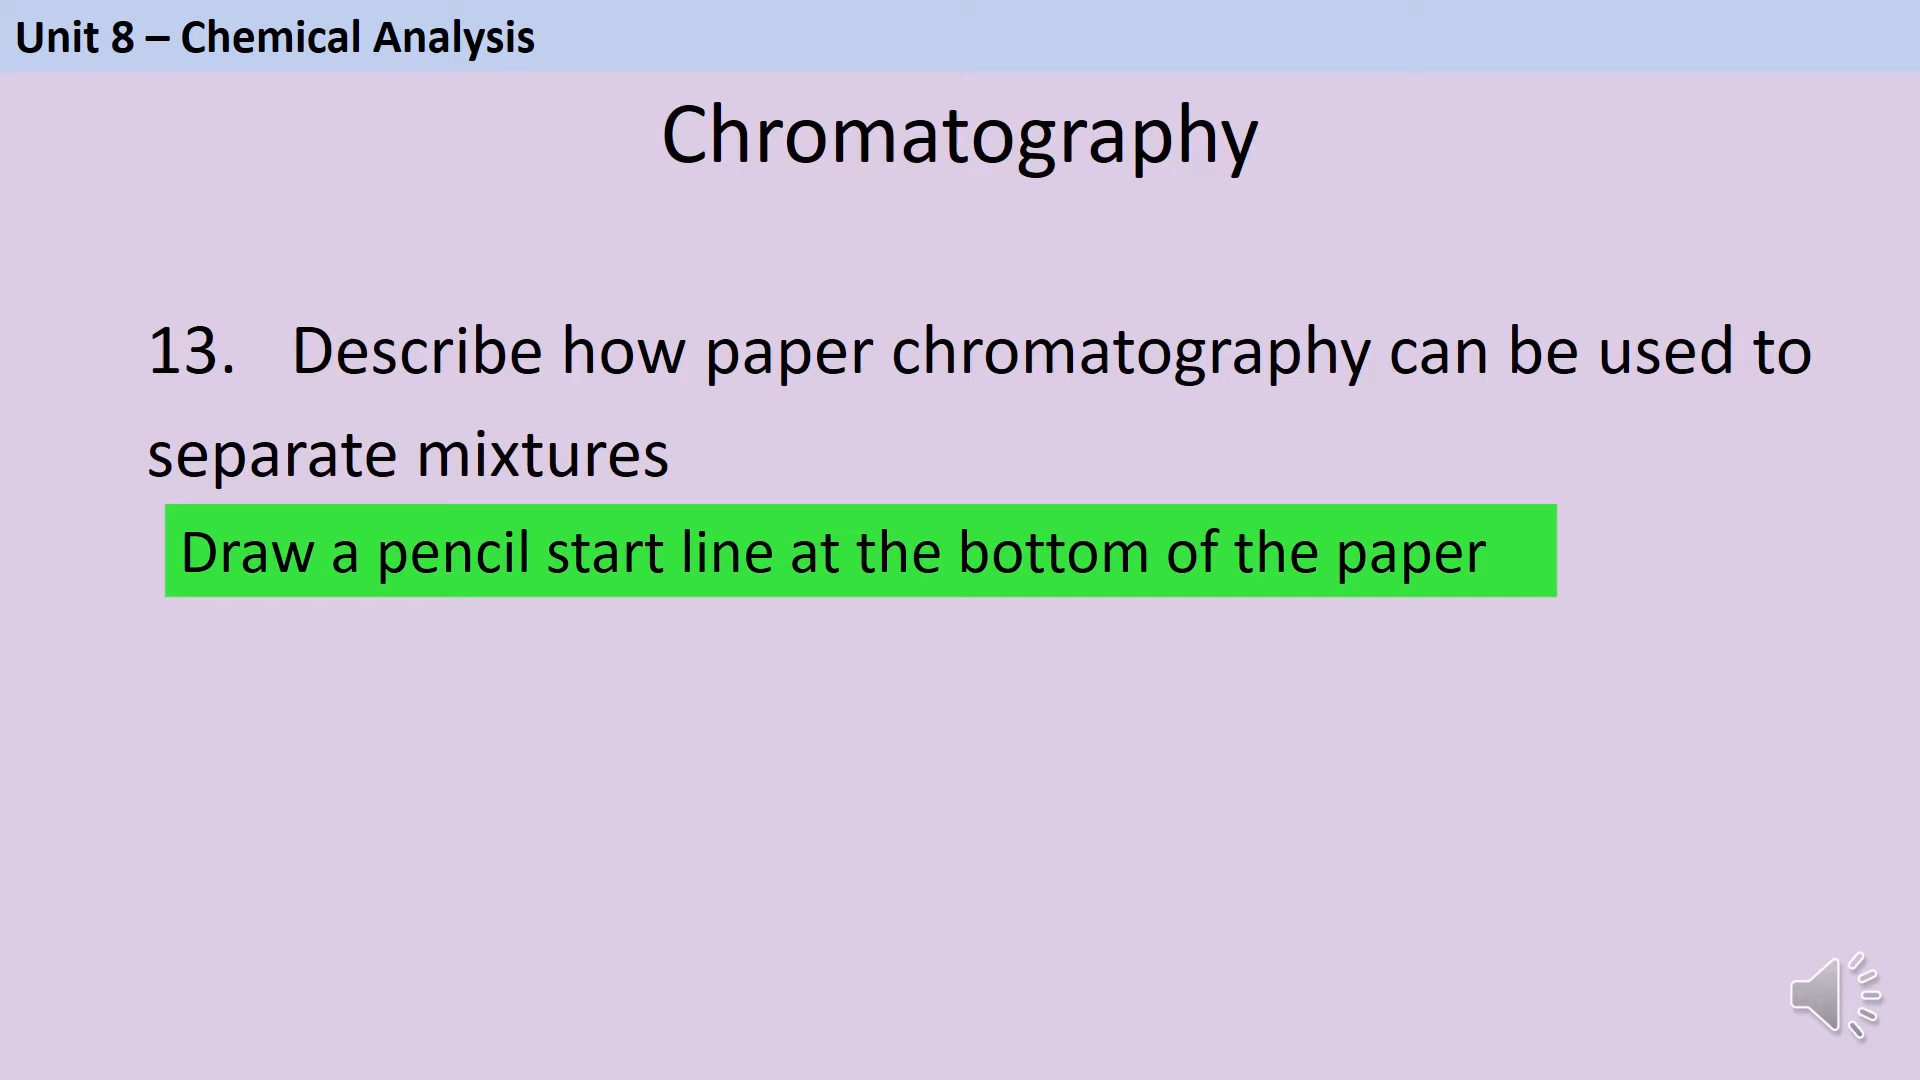 Unit 8 – Chemical Analysis
Chromatography
13. Describe how paper chromatography can be used to
separate mixtures
Draw a pencil start line at the bottom of the paper